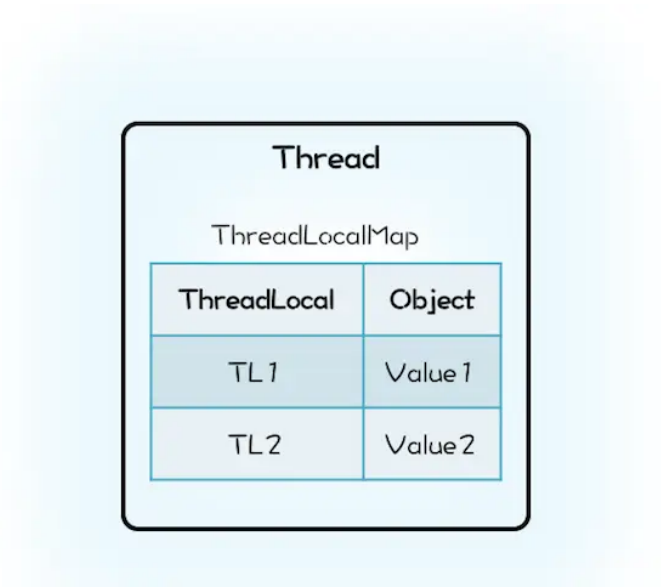 Thread
ThreadLocalMap
ThreadLocal Object
TL1 Value1
TL2 Value2